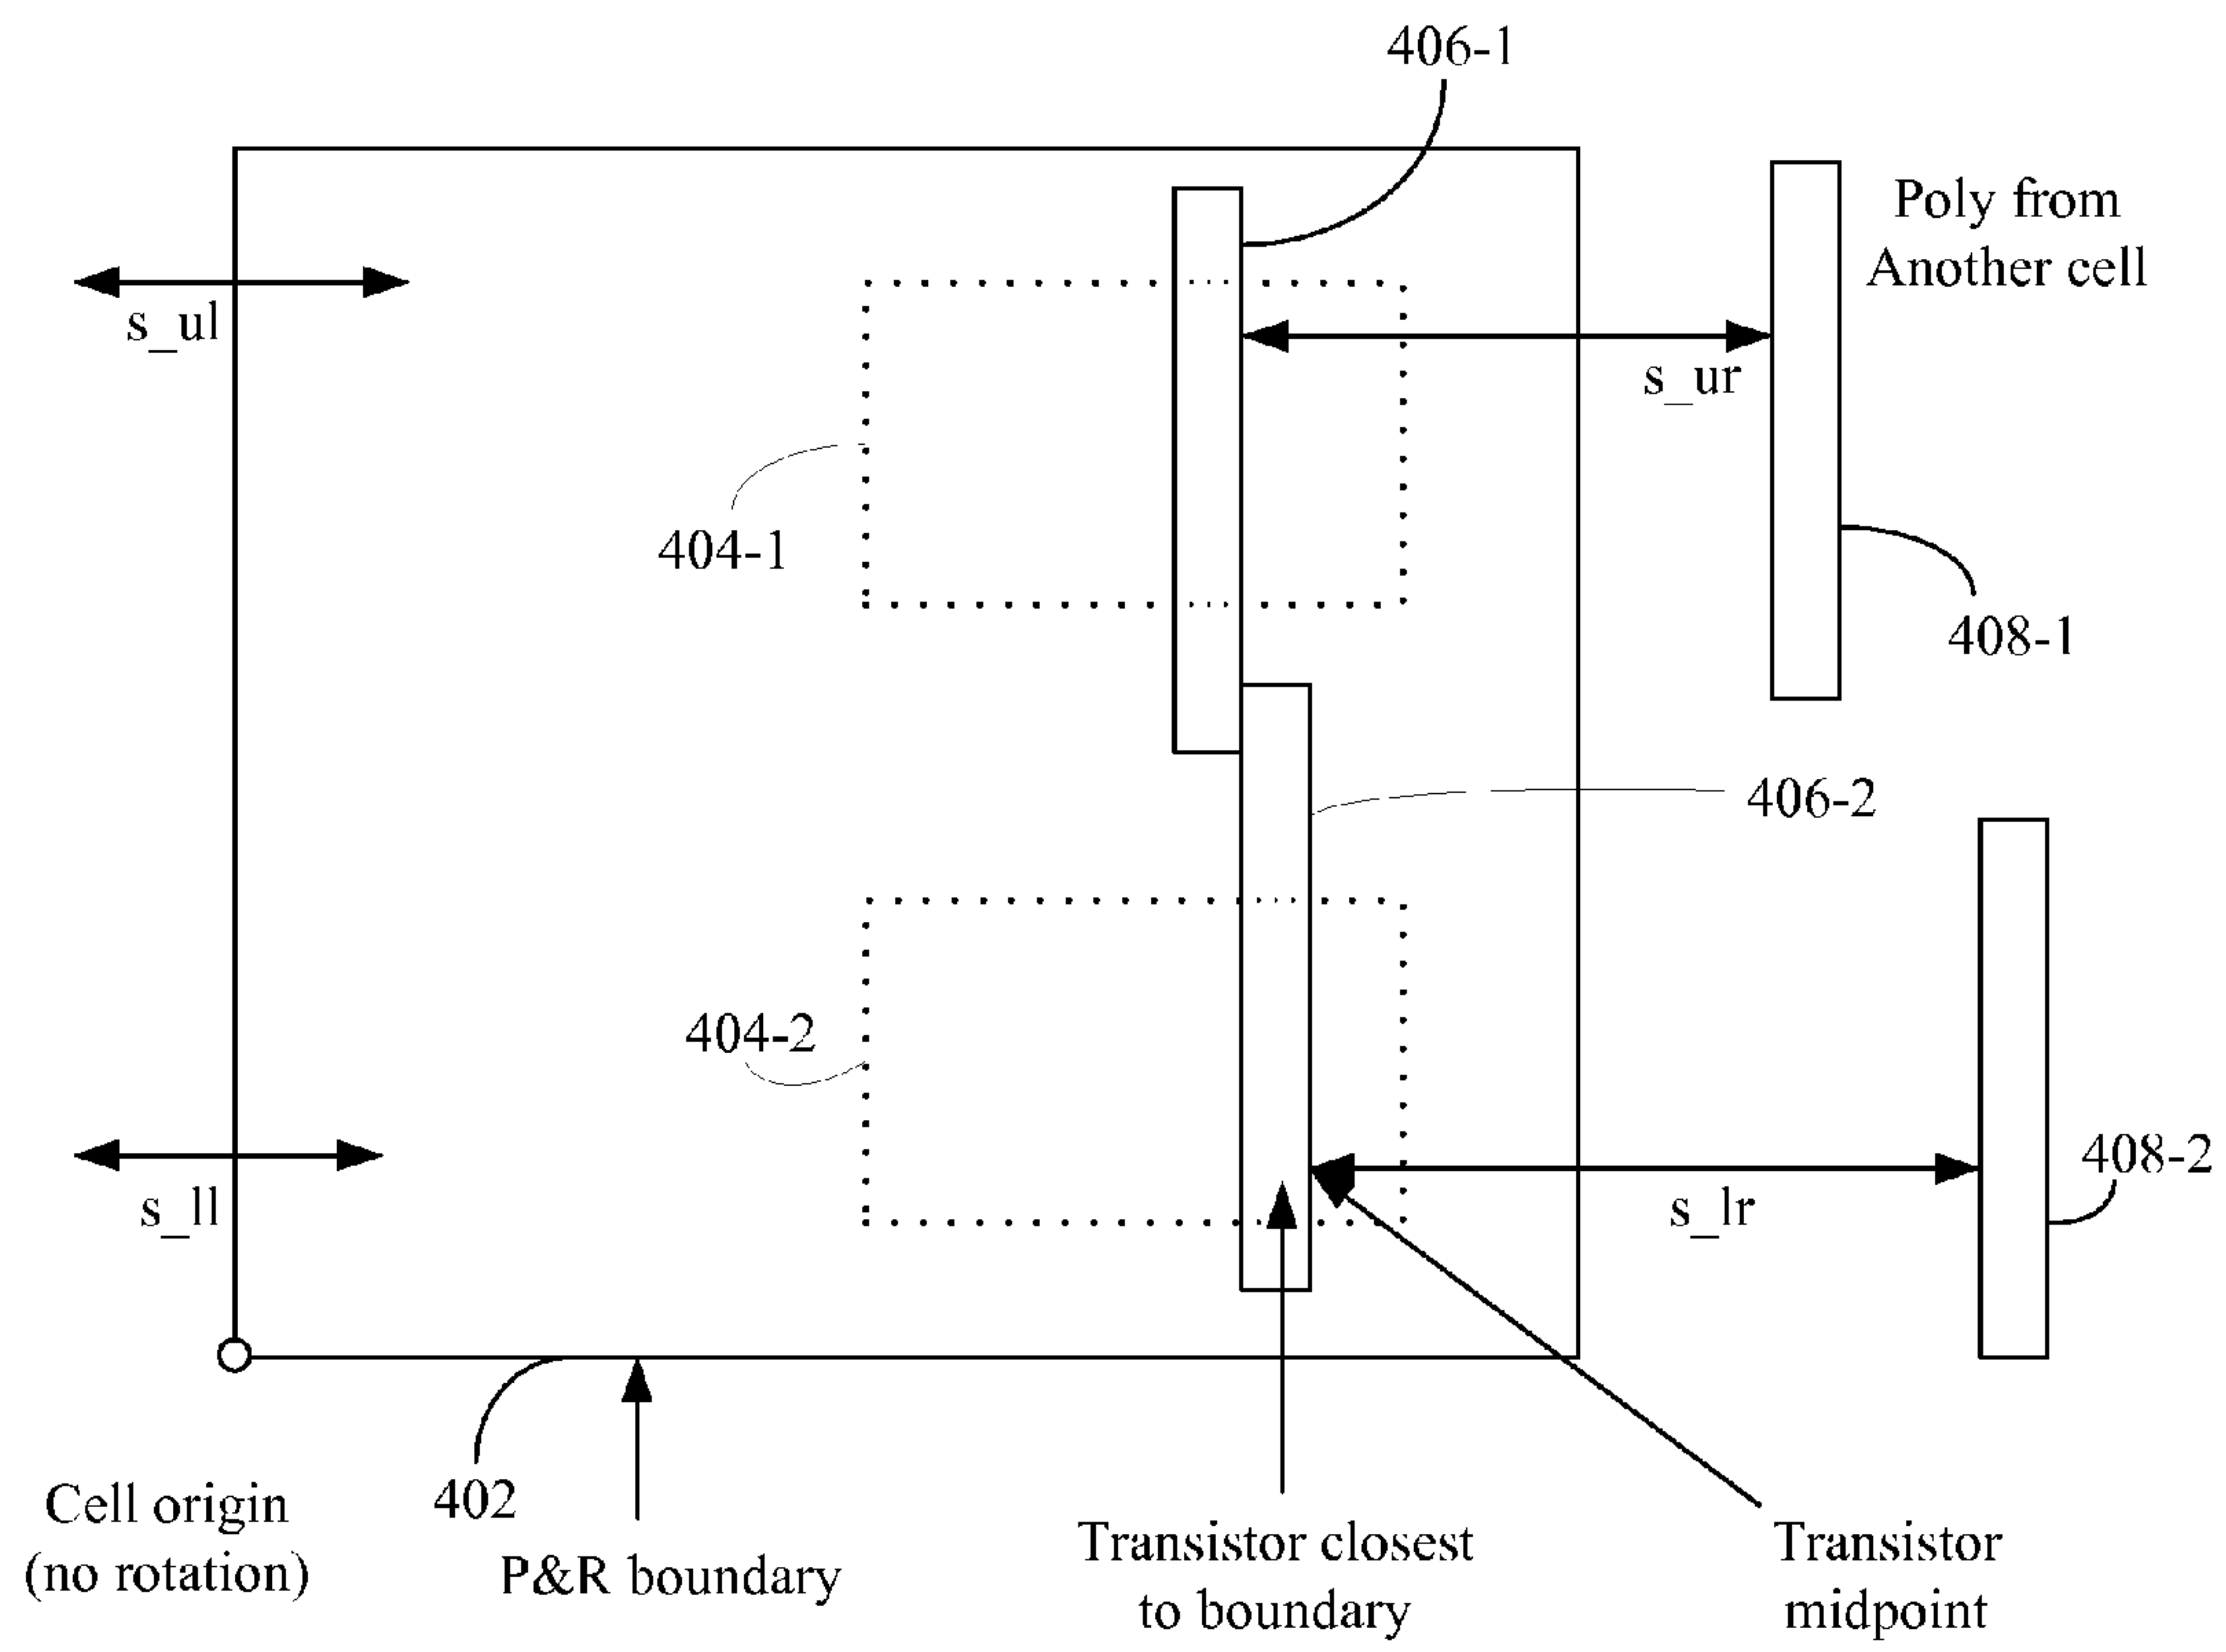 406-1
Poly from
Another cell
s_ul
s_ur
404-1
408-1
406-2
404-2
408-2
s_ll
s_lr
Cell origin
(no rotation)
402
P&R boundary
Transistor closest
to boundary
Transistor
midpoint